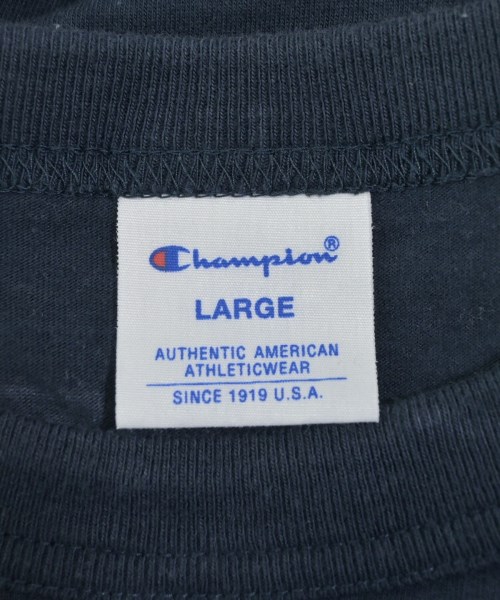 Champion®
LARGE
AUTHENTIC AMERICAN
ATHLETICWEAR
SINCE 1919 U.S.A.